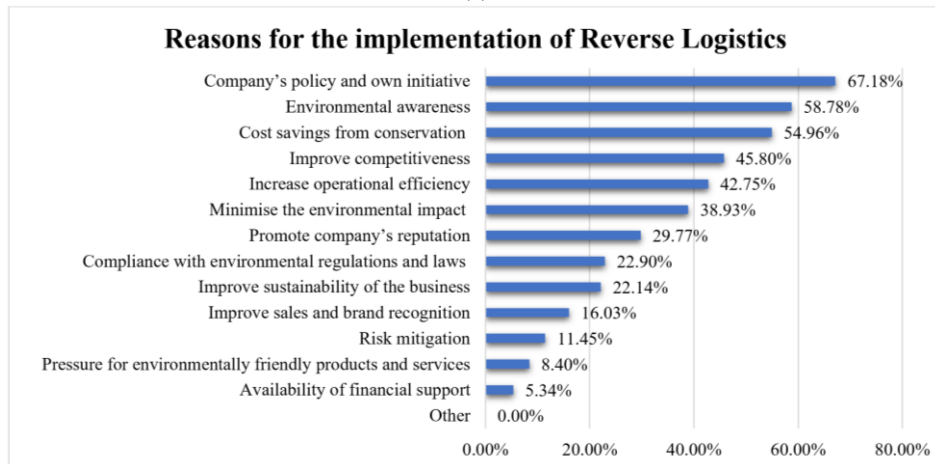 Reasons for the implementation of Reverse Logistics
Company's policy and own initiative 67.18%
Environmental awareness 58.78%
Cost savings from conservation 54.96%
Improve competitiveness 45.80%
Increase operational efficiency 42.75%
Minimise the environmental impact 38.93%
Promote company's reputation 29.77%
Compliance with environmental regulations and laws 22.90%
Improve sustainability of the business 22.14%
Improve sales and brand recognition 16.03%
Risk mitigation 11.45%
Pressure for environmentally friendly products and services 8.40%
Availability of financial support 5.34%
Other 0.00%
0.00% 20.00% 40.00% 60.00% 80.00%